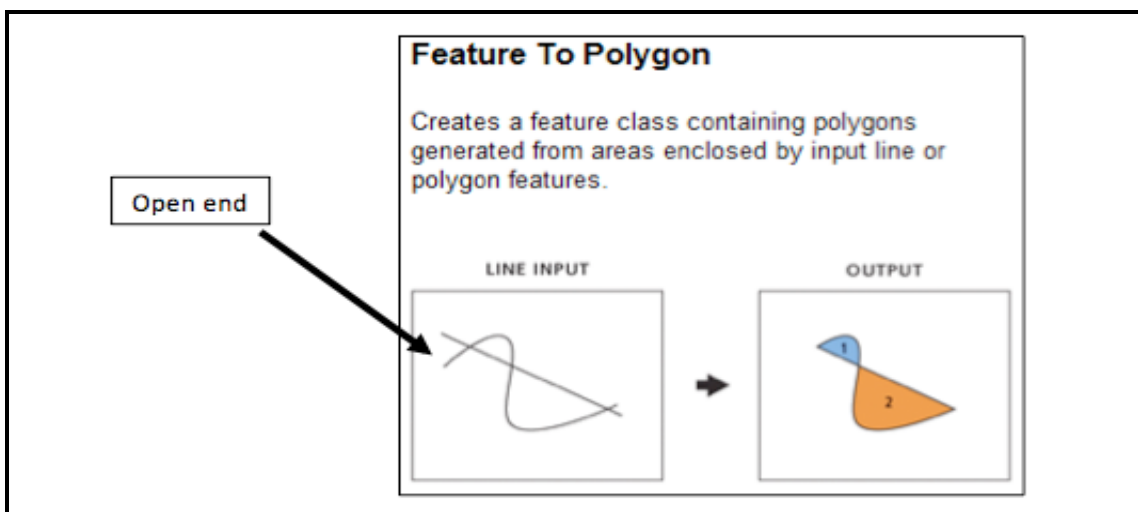 Feature To Polygon
Creates a feature class containing polygons
generated from areas enclosed by input line or
polygon features.
Open end
LINE INPUT
OUTPUT
1
2